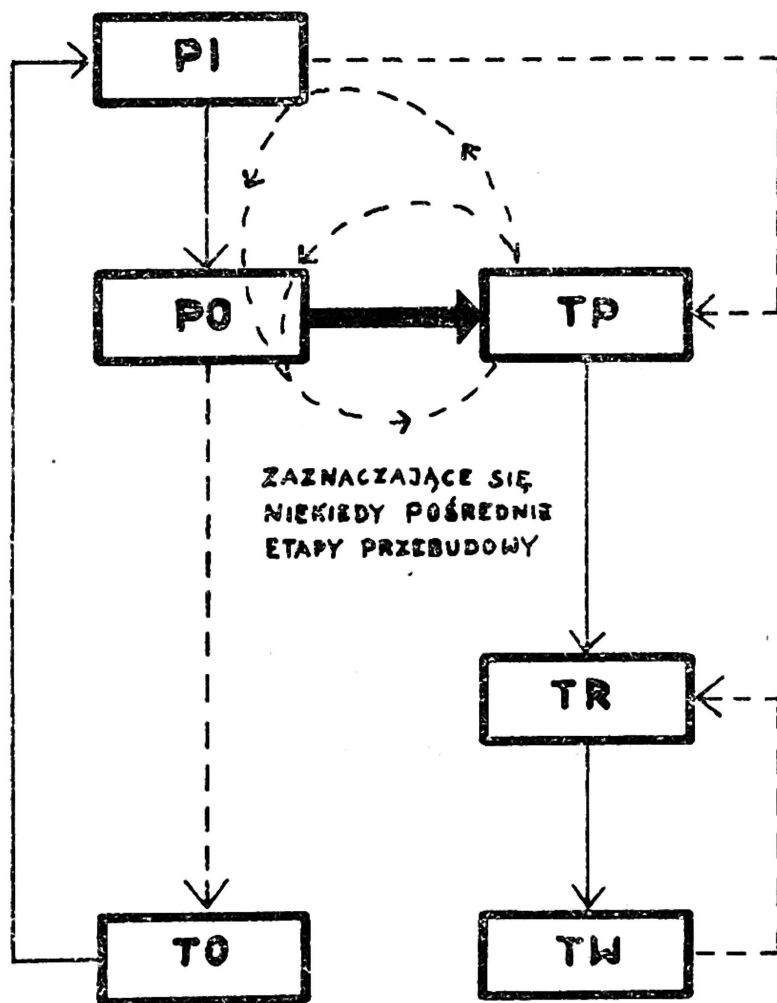 PI
PO
TP
ZAZNACZAJĄCE SIĘ
NIEKIEDY POŚREDNIE
ETAPY PRZEBUDOWY
TR
TO
TW